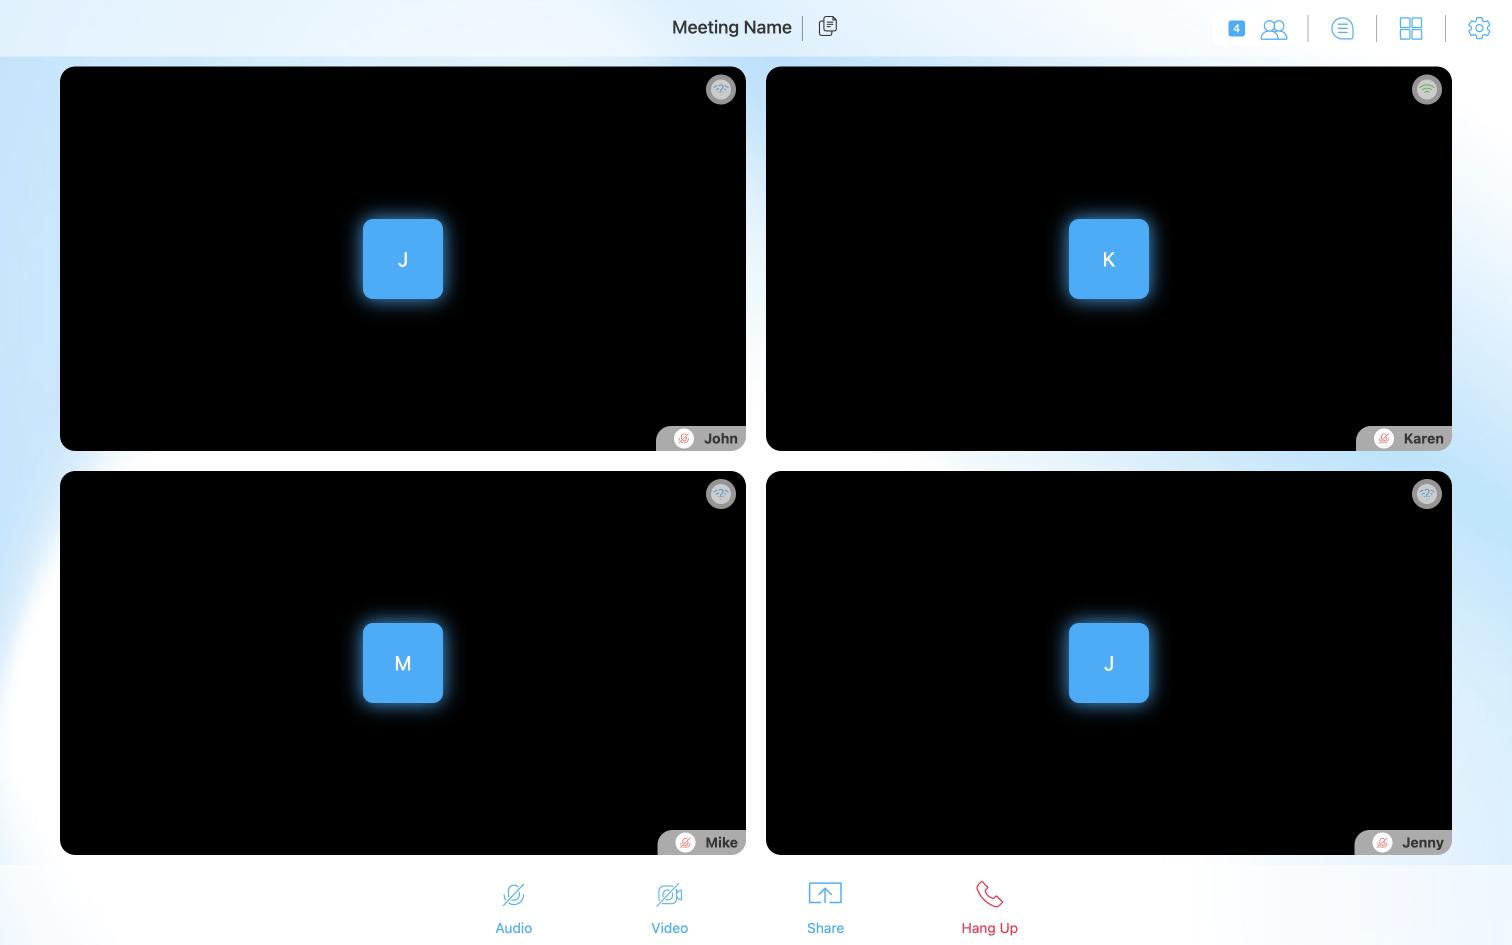 Meeting Name
4
J
John
K
Karen
M
Mike
J
Jenny
Audio
Video
Share
Hang Up